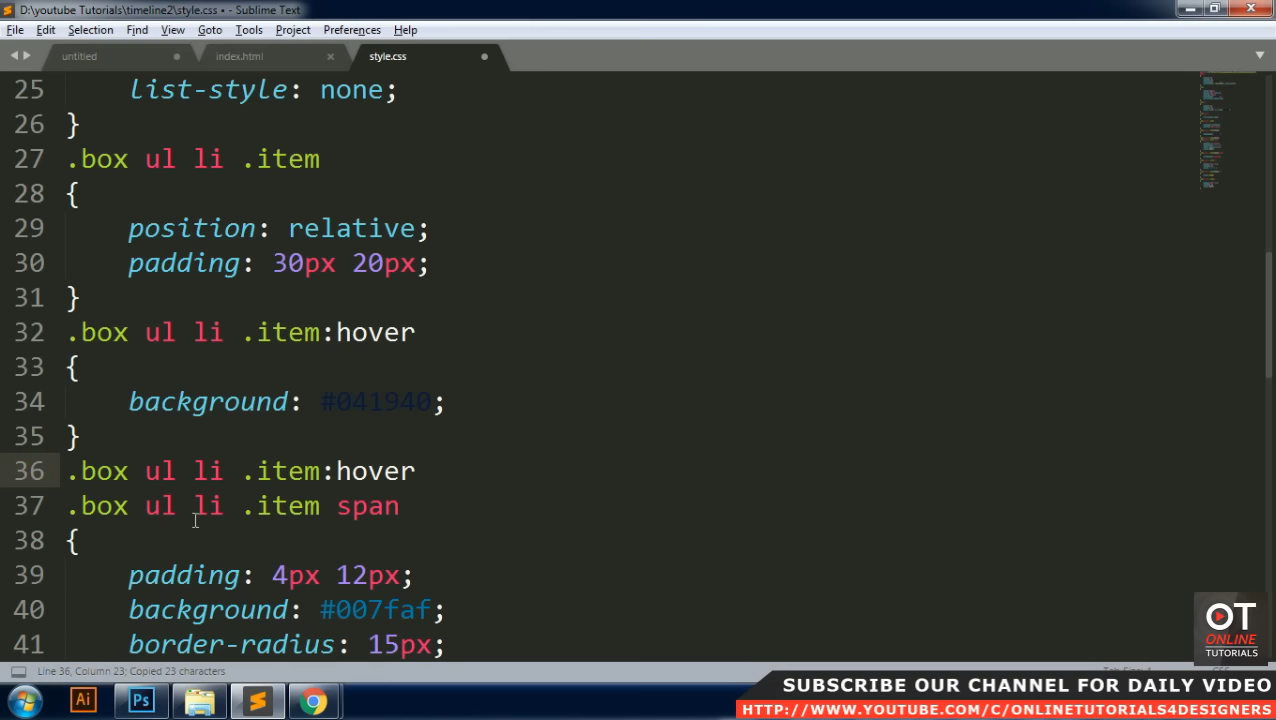 D:\youtube Tutorials\timeline2\style.css • - Sublime Text
File Edit Selection Find View Goto Tools Project Preferences Help
untitled index.html style.css
25 list-style: none;
26 }
27 .box ul li .item
28 {
29 position: relative;
30 padding: 30px 20px;
31 }
32 .box ul li .item:hover
33 {
34 background: #041940;
35 }
36 .box ul li .item:hover
37 .box ul li .item span
38 {
39 padding: 4px 12px;
40 background: #007faf;
41 border-radius: 15px;
OT
ONLINE
TUTORIALS
Line 36, Column 23; Copied 23 characters
Ai Ps
SUBSCRIBE OUR CHANNEL FOR DAILY VIDEO
HTTP://WWW.YOUTUBE.COM/C/ONLINETUTORIALS4DESIGNERS